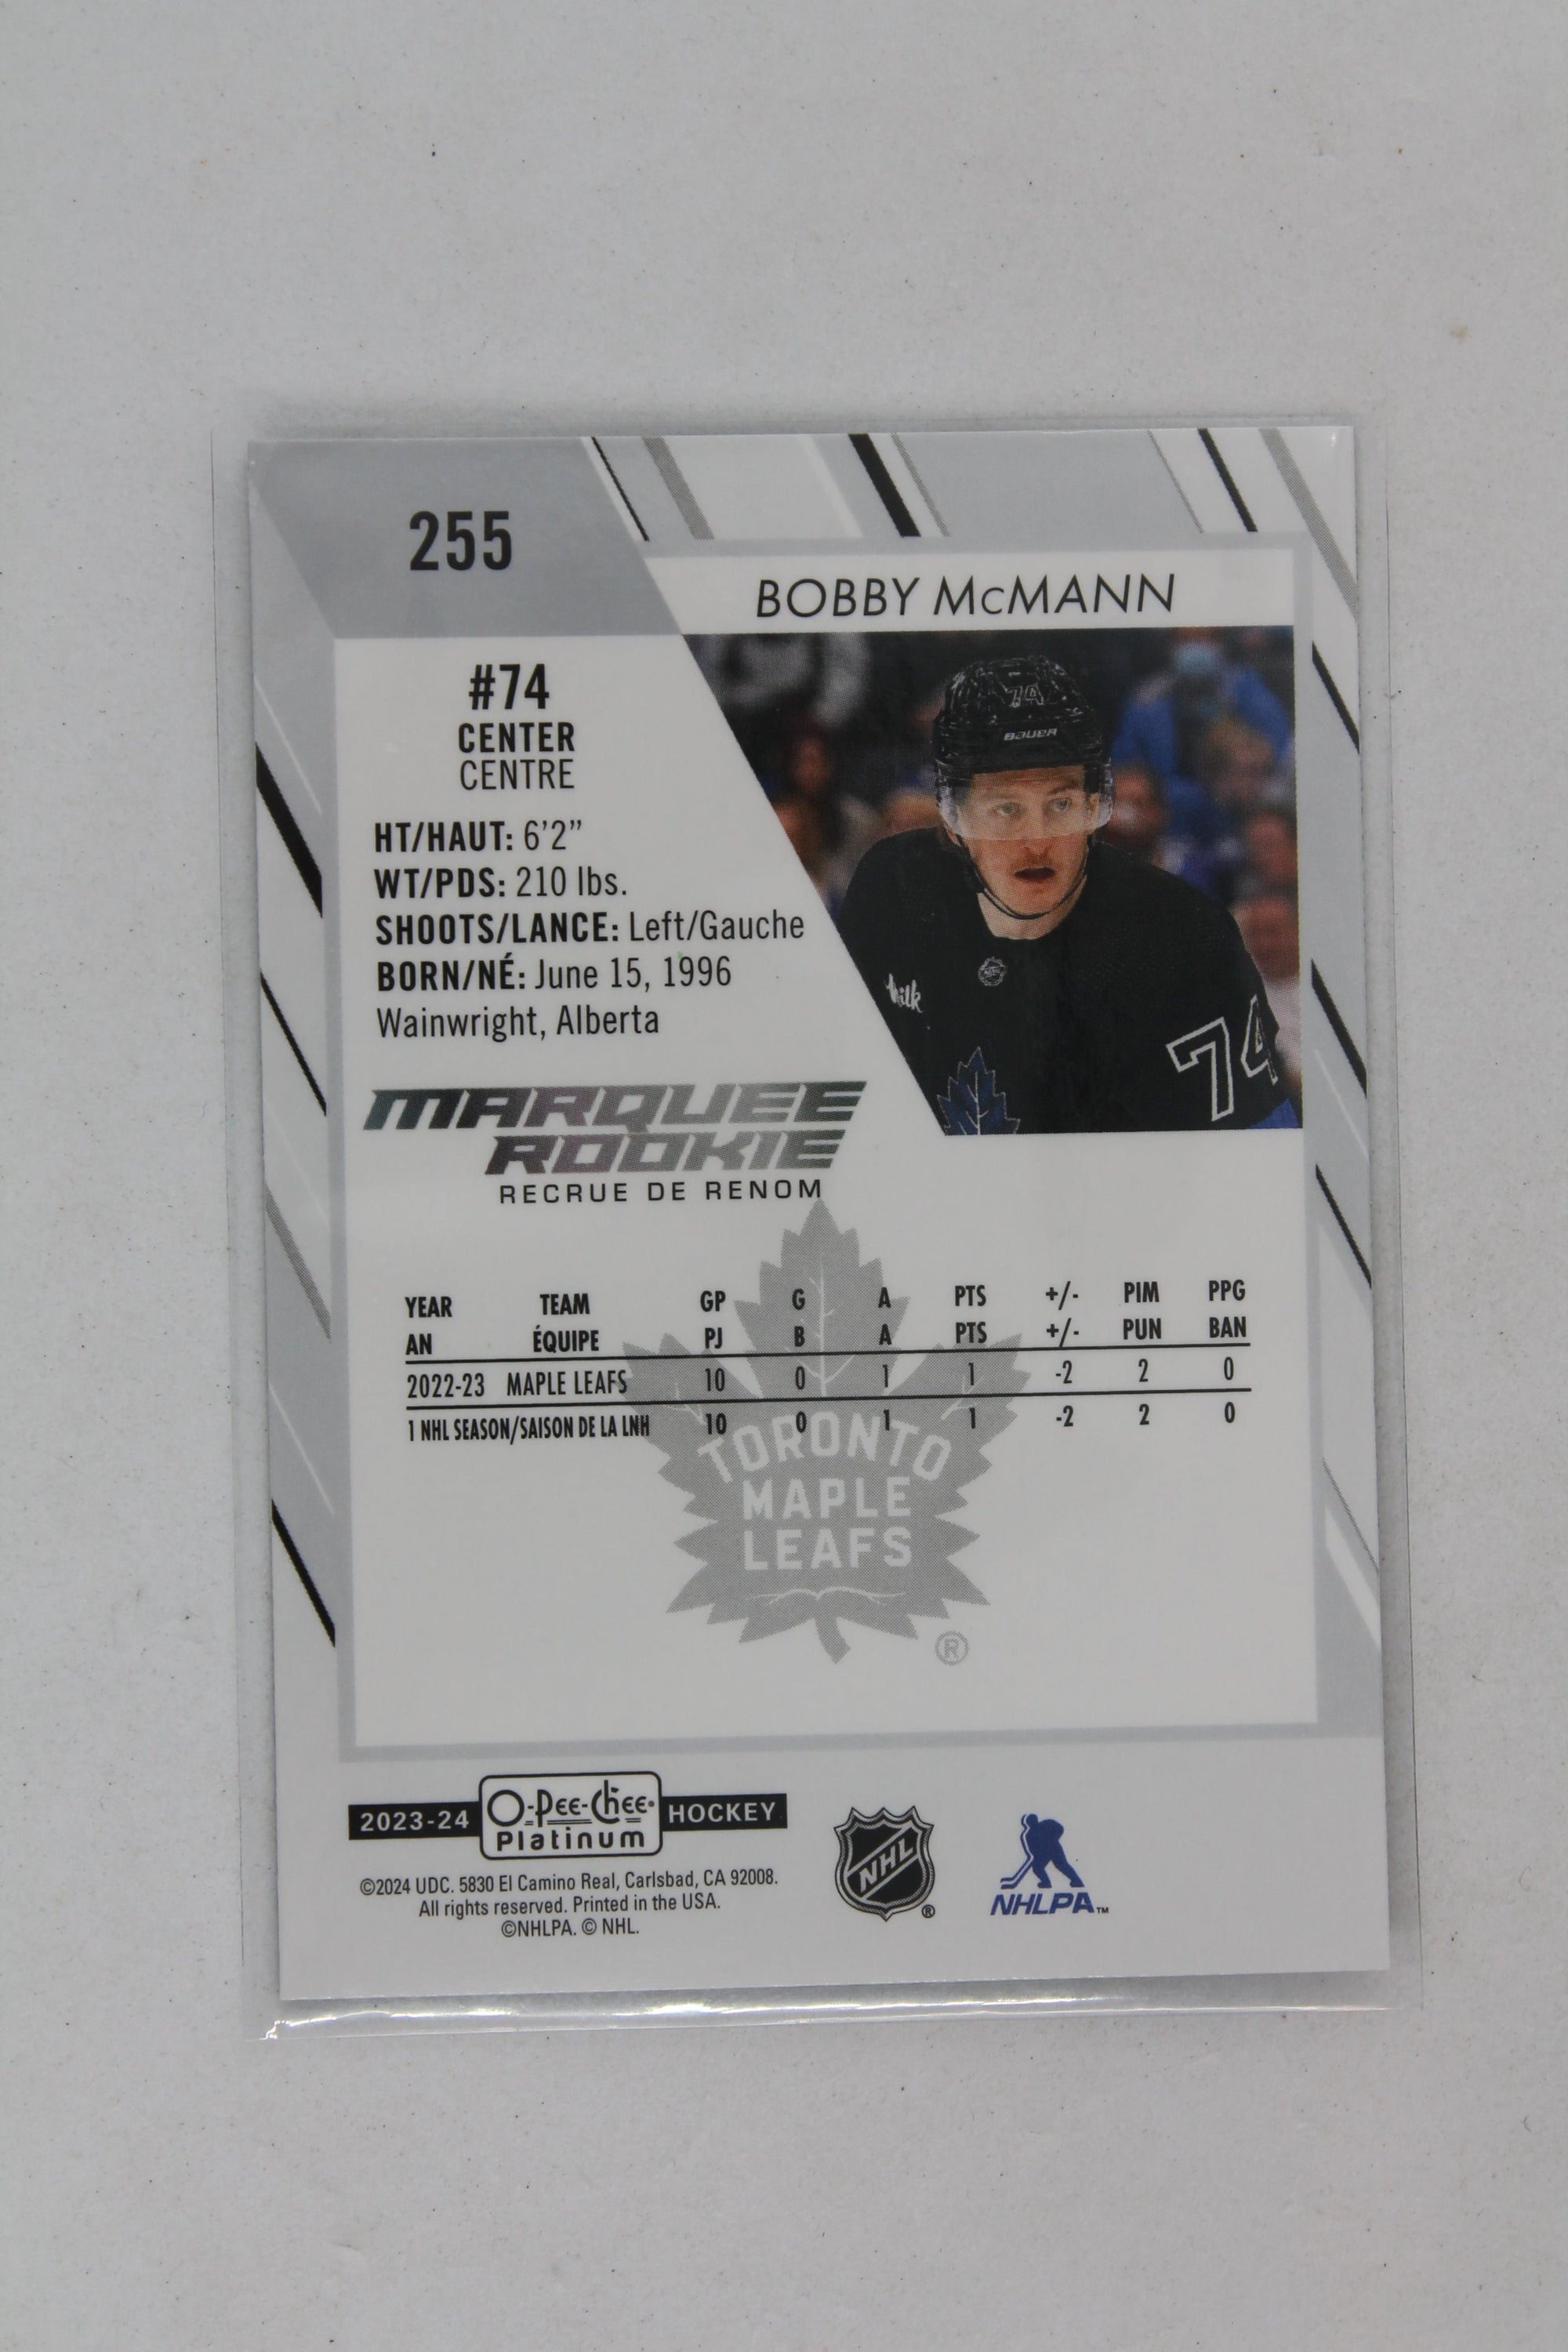 255
BOBBY McMANN
#74
CENTER
CENTRE
HT/HAUT: 6'2"
WT/PDS: 210 lbs.
SHOOTS/LANCE: Left/Gauche
BORN/NÉ: June 15, 1996
Wainwright, Alberta
74
BAUER
Milk
74
MARQUEE
ROOKIE
RECRUE DE RENOM
YEAR TEAM GP G A PTS +/- PIM PPG
AN ÉQUIPE PJ B A PTS +/- PUN BAN
2022-23 MAPLE LEAFS 10 0 1 1 -2 2 0
1 NHL SEASON/SAISON DE LA LNH 10 0 1 1 -2 2 0
TORONTO
MAPLE
LEAFS
®
2023-24 O-Pee-Chee Platinum HOCKEY
©2024 UDC. 5830 El Camino Real, Carlsbad, CA 92008.
All rights reserved. Printed in the USA.
©NHLPA. © NHL.
NHL ®
NHLPA™